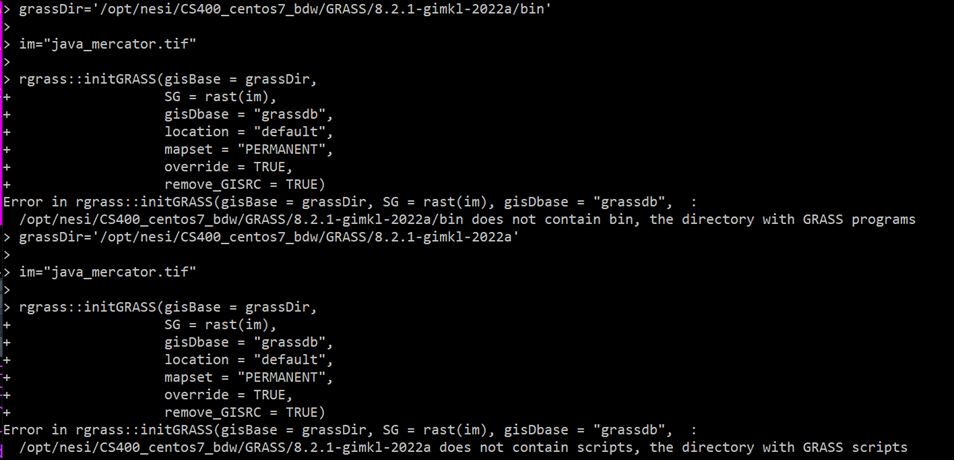 > grassDir='/opt/nesi/CS400_centos7_bdw/GRASS/8.2.1-gimkl-2022a/bin'
>
> im="java_mercator.tif"
>
> rgrass::initGRASS(gisBase = grassDir,
+                   SG = rast(im),
+                   gisDbase = "grassdb",
+                   location = "default",
+                   mapset = "PERMANENT",
+                   override = TRUE,
+                   remove_GISRC = TRUE)
Error in rgrass::initGRASS(gisBase = grassDir, SG = rast(im), gisDbase = "grassdb",  :
  /opt/nesi/CS400_centos7_bdw/GRASS/8.2.1-gimkl-2022a/bin does not contain bin, the directory with GRASS programs
> grassDir='/opt/nesi/CS400_centos7_bdw/GRASS/8.2.1-gimkl-2022a'
>
> im="java_mercator.tif"
>
> rgrass::initGRASS(gisBase = grassDir,
+                   SG = rast(im),
+                   gisDbase = "grassdb",
+                   location = "default",
+                   mapset = "PERMANENT",
+                   override = TRUE,
+                   remove_GISRC = TRUE)
Error in rgrass::initGRASS(gisBase = grassDir, SG = rast(im), gisDbase = "grassdb",  :
  /opt/nesi/CS400_centos7_bdw/GRASS/8.2.1-gimkl-2022a does not contain scripts, the directory with GRASS scripts